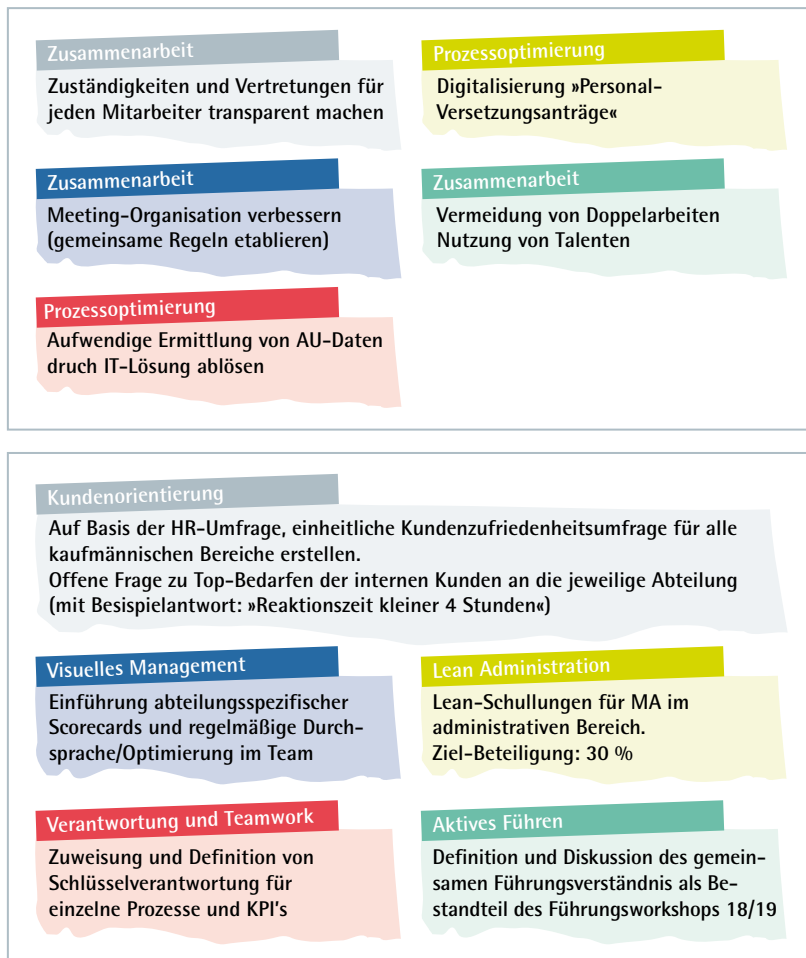 Zusammenarbeit
Zuständigkeiten und Vertretungen für
jeden Mitarbeiter transparent machen
Prozessoptimierung
Digitalisierung »Personal-
Versetzungsanträge«
Zusammenarbeit
Meeting-Organisation verbessern
(gemeinsame Regeln etablieren)
Zusammenarbeit
Vermeidung von Doppelarbeiten
Nutzung von Talenten
Prozessoptimierung
Aufwendige Ermittlung von AU-Daten
druch IT-Lösung ablösen
Kundenorientierung
Auf Basis der HR-Umfrage, einheitliche Kundenzufriedenheitsumfrage für alle
kaufmännischen Bereiche erstellen.
Offene Frage zu Top-Bedarfen der internen Kunden an die jeweilige Abteilung
(mit Besispielantwort: »Reaktionszeit kleiner 4 Stunden«)
Visuelles Management
Einführung abteilungsspezifischer
Scorecards und regelmäßige Durch-
sprache/Optimierung im Team
Lean Administration
Lean-Schullungen für MA im
administrativen Bereich.
Ziel-Beteiligung: 30 %
Verantwortung und Teamwork
Zuweisung und Definition von
Schlüsselverantwortung für
einzelne Prozesse und KPI's
Aktives Führen
Definition und Diskussion des gemein-
samen Führungsverständnis als Be-
standteil des Führungsworkshops 18/19